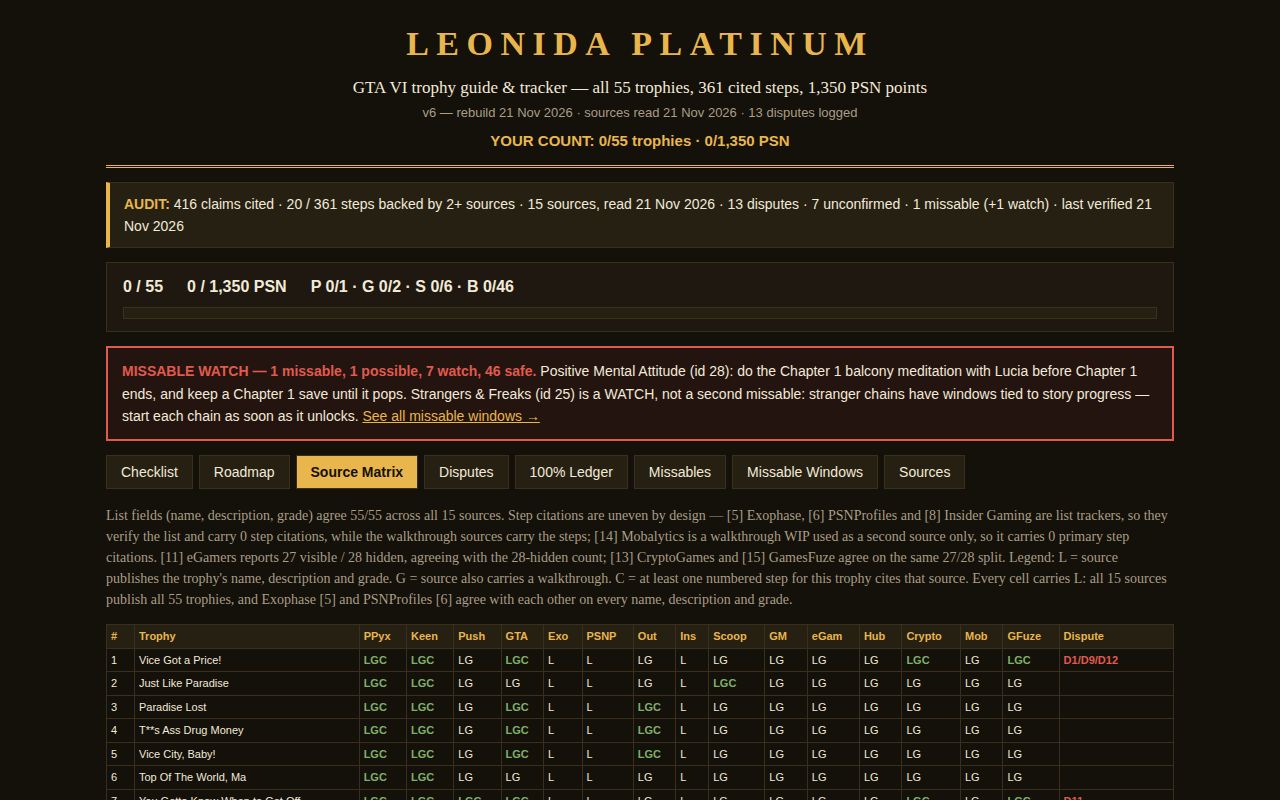 LEONIDA PLATINUM
GTA VI trophy guide & tracker — all 55 trophies, 361 cited steps, 1,350 PSN points
v6 — rebuild 21 Nov 2026 · sources read 21 Nov 2026 · 13 disputes logged
YOUR COUNT: 0/55 trophies · 0/1,350 PSN
AUDIT: 416 claims cited · 20 / 361 steps backed by 2+ sources · 15 sources, read 21 Nov 2026 · 13 disputes · 7 unconfirmed · 1 missable (+1 watch) · last verified 21
Nov 2026
0 / 55 0 / 1,350 PSN P 0/1 · G 0/2 · S 0/6 · B 0/46
MISSABLE WATCH — 1 missable, 1 possible, 7 watch, 46 safe. Positive Mental Attitude (id 28): do the Chapter 1 balcony meditation with Lucia before Chapter 1
ends, and keep a Chapter 1 save until it pops. Strangers & Freaks (id 25) is a WATCH, not a second missable: stranger chains have windows tied to story progress —
start each chain as soon as it unlocks. See all missable windows →
Checklist Roadmap Source Matrix Disputes 100% Ledger Missables Missable Windows Sources
List fields (name, description, grade) agree 55/55 across all 15 sources. Step citations are uneven by design — [5] Exophase, [6] PSNProfiles and [8] Insider Gaming are list trackers, so they
verify the list and carry 0 step citations, while the walkthrough sources carry the steps; [14] Mobalytics is a walkthrough WIP used as a second source only, so it carries 0 primary step
citations. [11] eGamers reports 27 visible / 28 hidden, agreeing with the 28-hidden count; [13] CryptoGames and [15] GamesFuze agree on the same 27/28 split. Legend: L = source
publishes the trophy's name, description and grade. G = source also carries a walkthrough. C = at least one numbered step for this trophy cites that source. Every cell carries L: all 15 sources
publish all 55 trophies, and Exophase [5] and PSNProfiles [6] agree with each other on every name, description and grade.
# Trophy PPyx Keen Push GTA Exo PSNP Out Ins Scoop GM eGam Hub Crypto Mob GFuze Dispute
1 Vice Got a Price! LGC LGC LG LGC L L LG L LG LG LG LG LGC LG LGC D1/D9/D12
2 Just Like Paradise LGC LGC LG LG L L LG L LGC LG LG LG LG LG LG
3 Paradise Lost LGC LGC LG LGC L L LGC L LG LG LG LG LG LG LG
4 T**s Ass Drug Money LGC LGC LG LGC L L LGC L LG LG LG LG LG LG LG
5 Vice City, Baby! LGC LGC LG LGC L L LGC L LG LG LG LG LG LG LG
6 Top Of The World, Ma LGC LGC LG LG L L LG L LG LG LG LG LG LG LG
7 You Gotta Know When to Get Off LGC LGC LGC LGC L L LG L LG LG LG LG LGC LG LGC D11